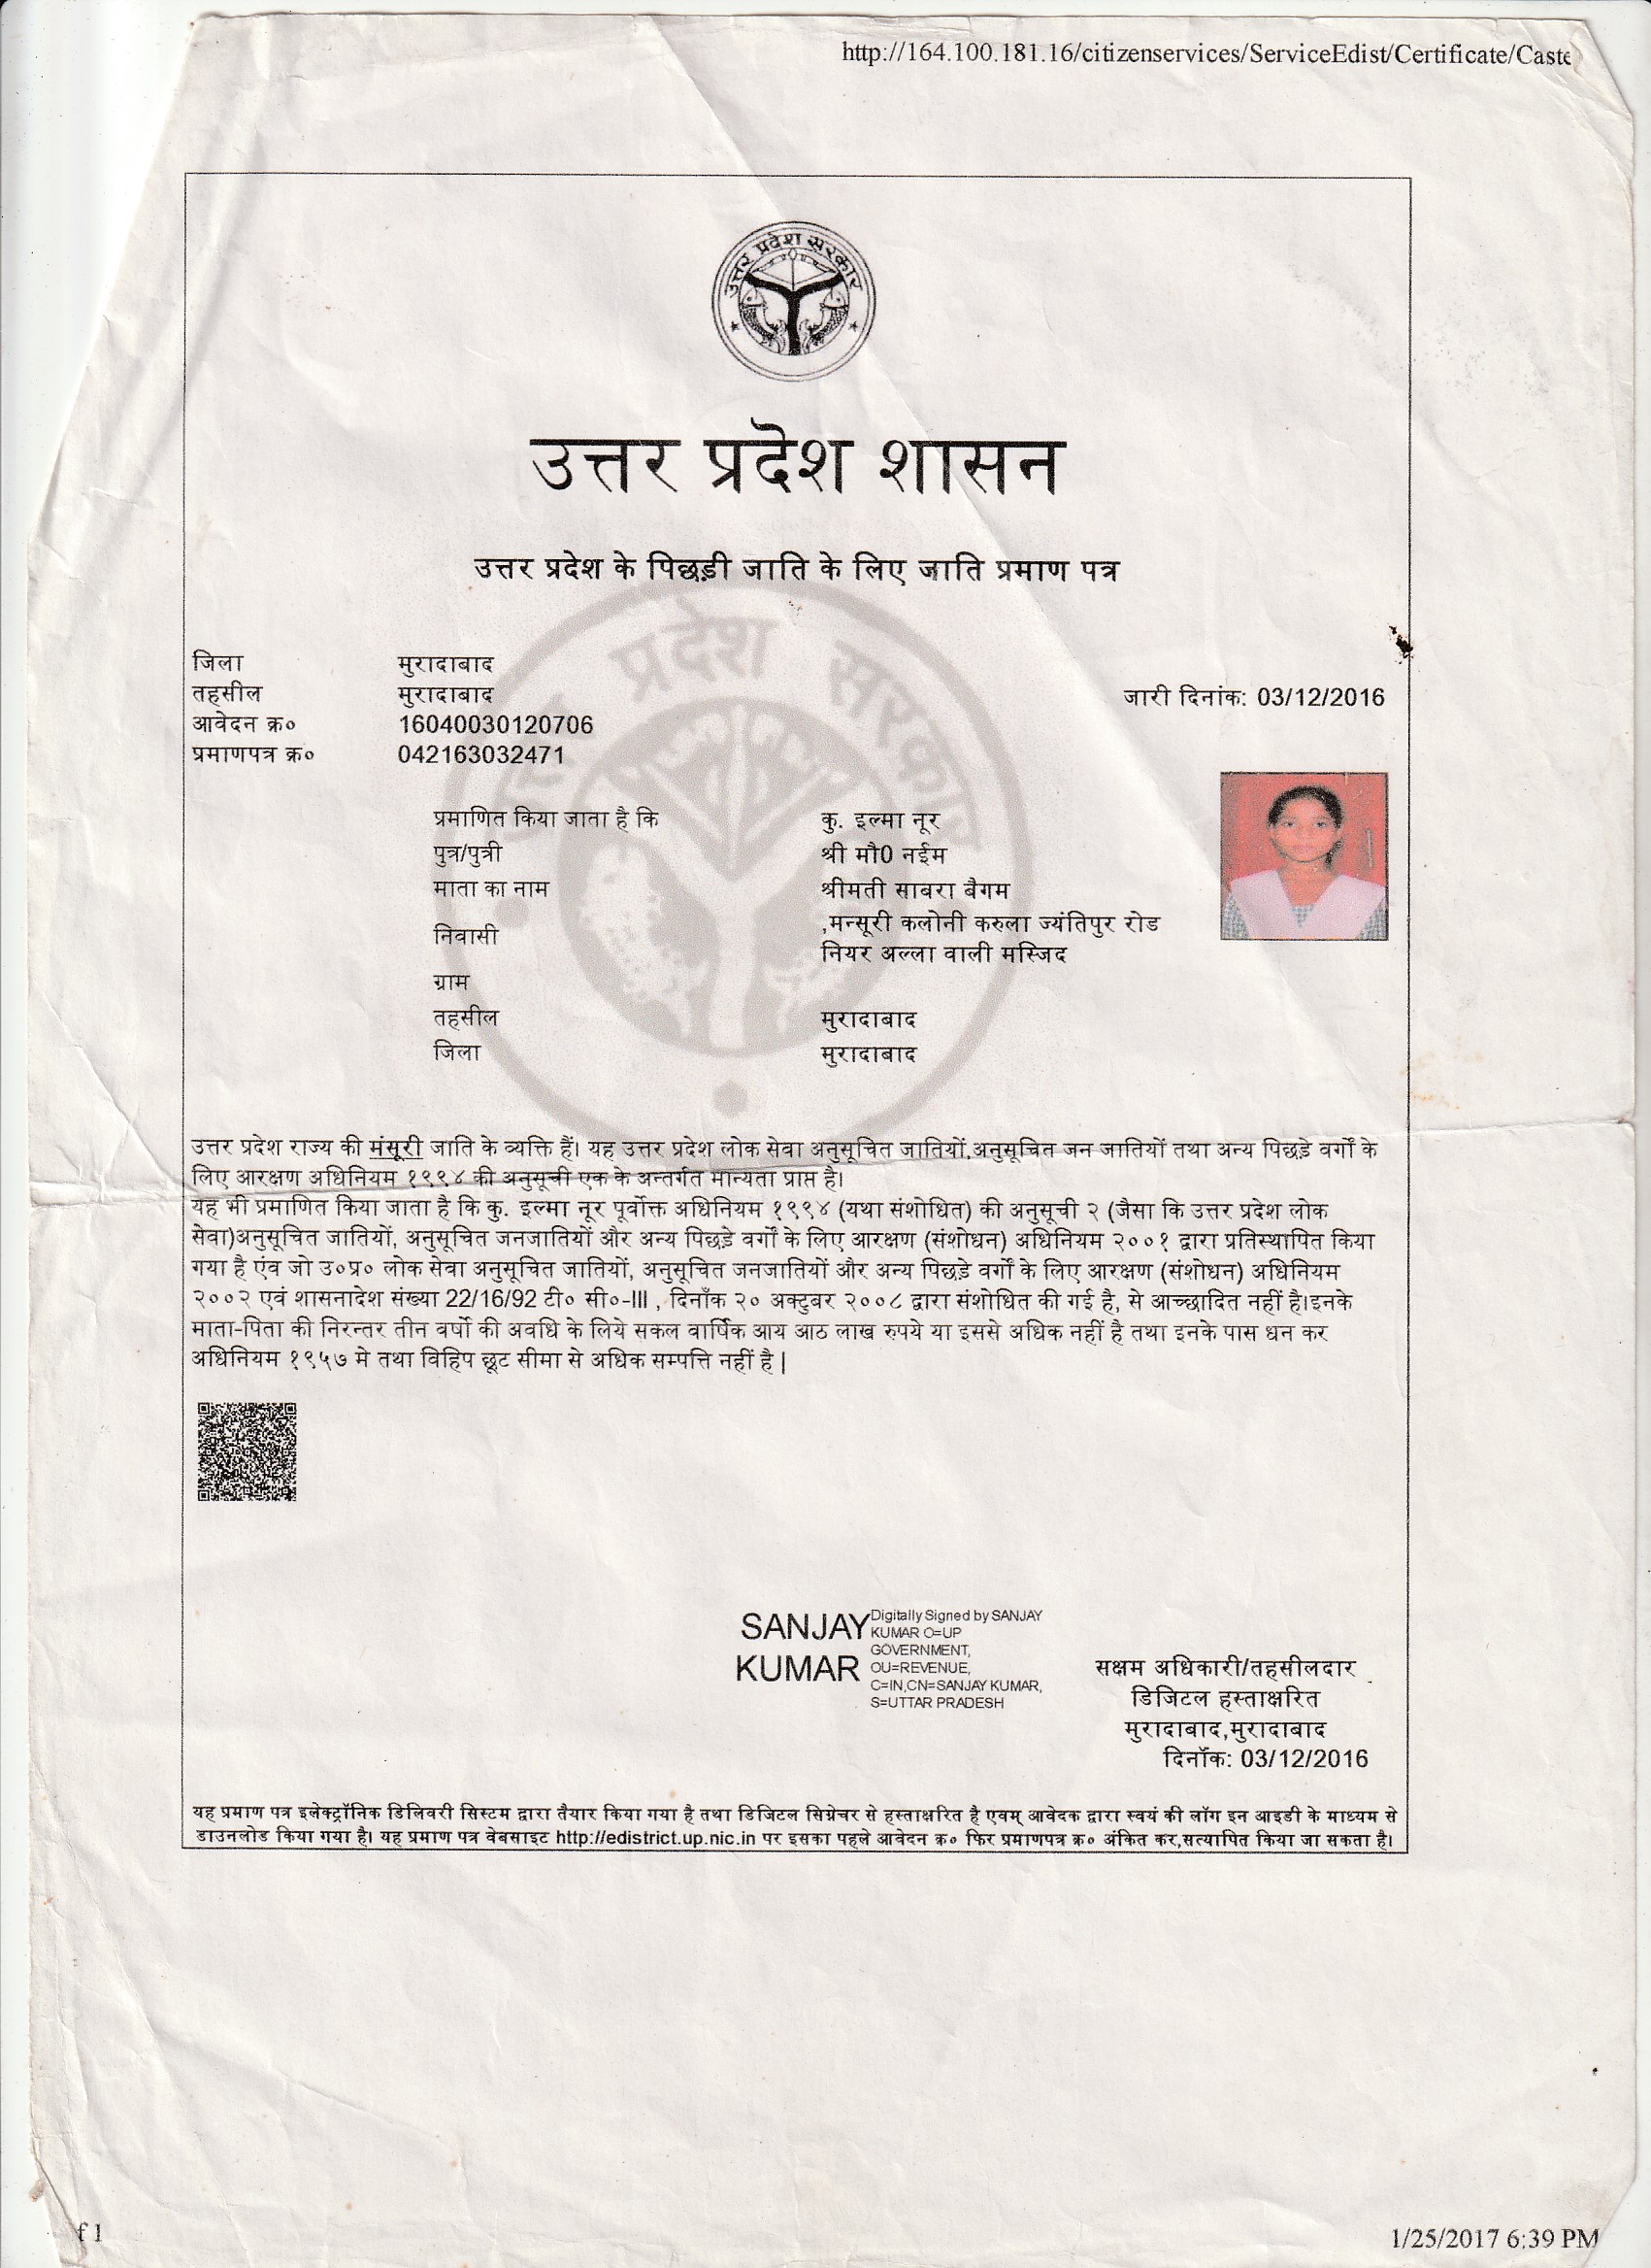 http://164.100.181.16/citizenservices/ServiceEdist/Certificate/Caste
उत्तर प्रदेश सरकार
उत्तर प्रदेश शासन
उत्तर प्रदेश के पिछड़ी जाति के लिए जाति प्रमाण पत्र
प्रदेश सरकार
जिला मुरादाबाद
तहसील मुरादाबाद जारी दिनांक: 03/12/2016
आवेदन क्र० 16040030120706
प्रमाणपत्र क्र० 042163032471
प्रमाणित किया जाता है कि कु. इल्मा नूर
पुत्र/पुत्री श्री मौ0 नईम
माता का नाम श्रीमती साबरा बैगम
निवासी ,मन्सूरी कलोनी करुला ज्यंतिपुर रोड
नियर अल्ला वाली मस्जिद
ग्राम
तहसील मुरादाबाद
जिला मुरादाबाद
उत्तर प्रदेश राज्य की मंसूरी जाति के व्यक्ति हैं। यह उत्तर प्रदेश लोक सेवा अनुसूचित जातियों,अनुसूचित जन जातियों तथा अन्य पिछड़े वर्गों के
लिए आरक्षण अधिनियम १९९४ की अनुसूची एक के अन्तर्गत मान्यता प्राप्त है।
यह भी प्रमाणित किया जाता है कि कु. इल्मा नूर पूर्वोक्त अधिनियम १९९४ (यथा संशोधित) की अनुसूची २ (जैसा कि उत्तर प्रदेश लोक
सेवा)अनुसूचित जातियों, अनुसूचित जनजातियों और अन्य पिछड़े वर्गों के लिए आरक्षण (संशोधन) अधिनियम २००१ द्वारा प्रतिस्थापित किया
गया है एंव जो उ०प्र० लोक सेवा अनुसूचित जातियों, अनुसूचित जनजातियों और अन्य पिछड़े वर्गों के लिए आरक्षण (संशोधन) अधिनियम
२००२ एवं शासनादेश संख्या 22/16/92 टी० सी०-III , दिनाँक २० अक्टुबर २००८ द्वारा संशोधित की गई है, से आच्छादित नहीं है।इनके
माता-पिता की निरन्तर तीन वर्षो की अवधि के लिये सकल वार्षिक आय आठ लाख रुपये या इससे अधिक नहीं है तथा इनके पास धन कर
अधिनियम १९५७ मे तथा विहिप छूट सीमा से अधिक सम्पत्ति नहीं है |
SANJAY KUMAR
Digitally Signed by SANJAY
KUMAR O=UP
GOVERNMENT,
OU=REVENUE,
C=IN,CN=SANJAY KUMAR,
S=UTTAR PRADESH
सक्षम अधिकारी/तहसीलदार
डिजिटल हस्ताक्षरित
मुरादाबाद,मुरादाबाद
दिनॉक: 03/12/2016
यह प्रमाण पत्र इलेक्ट्रॉनिक डिलिवरी सिस्टम द्वारा तैयार किया गया है तथा डिजिटल सिग्नेचर से हस्ताक्षरित है एवम् आवेदक द्वारा स्वयं की लॉग इन आइडी के माध्यम से
डाउनलोड किया गया है। यह प्रमाण पत्र वेबसाइट http://edistrict.up.nic.in पर इसका पहले आवेदन क्र० फिर प्रमाणपत्र क्र० अंकित कर,सत्यापित किया जा सकता है।
f 1
1/25/2017 6:39 PM